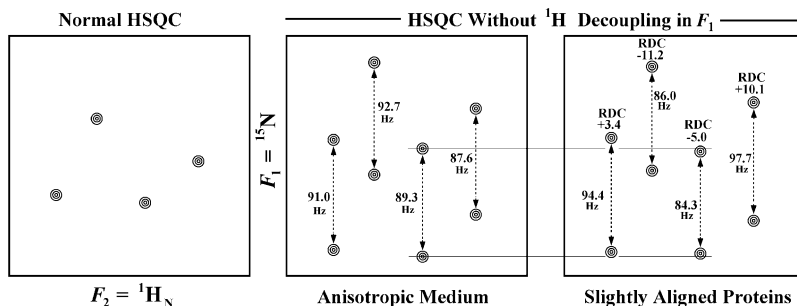 Normal HSQC
HSQC Without ¹H Decoupling in F₁
F₁ = ¹⁵N
F₂ = ¹H_N
92.7
Hz
91.0
Hz
89.3
Hz
87.6
Hz
Anisotropic Medium
RDC
-11.2
RDC
+10.1
RDC
+3.4
RDC
-5.0
86.0
Hz
94.4
Hz
84.3
Hz
97.7
Hz
Slightly Aligned Proteins